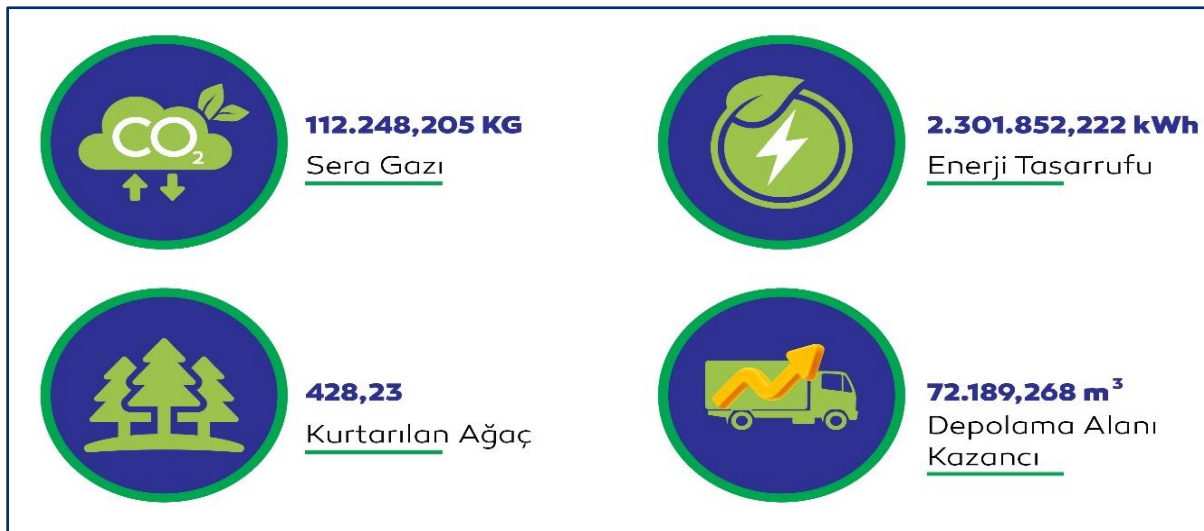 CO2
112.248,205 KG
Sera Gazı
2.301.852,222 kWh
Enerji Tasarrufu
428,23
Kurtarılan Ağaç
72.189,268 m³
Depolama Alanı
Kazancı